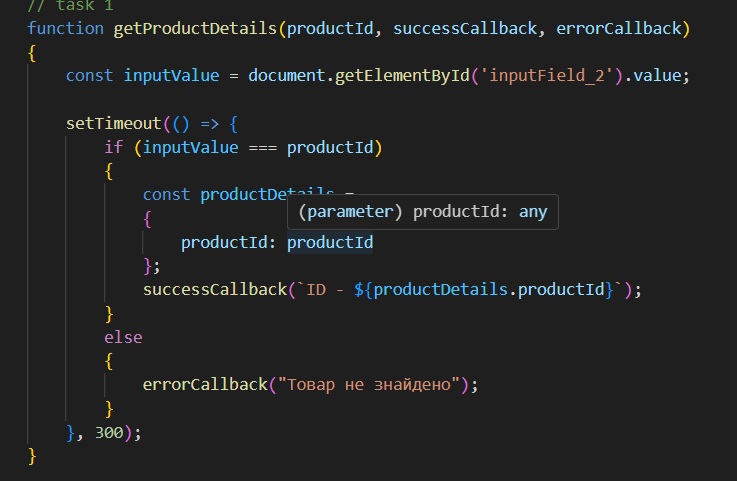 // task 1
function getProductDetails(productId, successCallback, errorCallback)
{
const inputValue = document.getElementById('inputField_2').value;
setTimeout(() => {
if (inputValue === productId)
{
const productDetails =
(parameter) productId: any
{
productId: productId
};
successCallback(`ID - ${productDetails.productId}`);
}
else
{
errorCallback("Товар не знайдено");
}
}, 300);
}